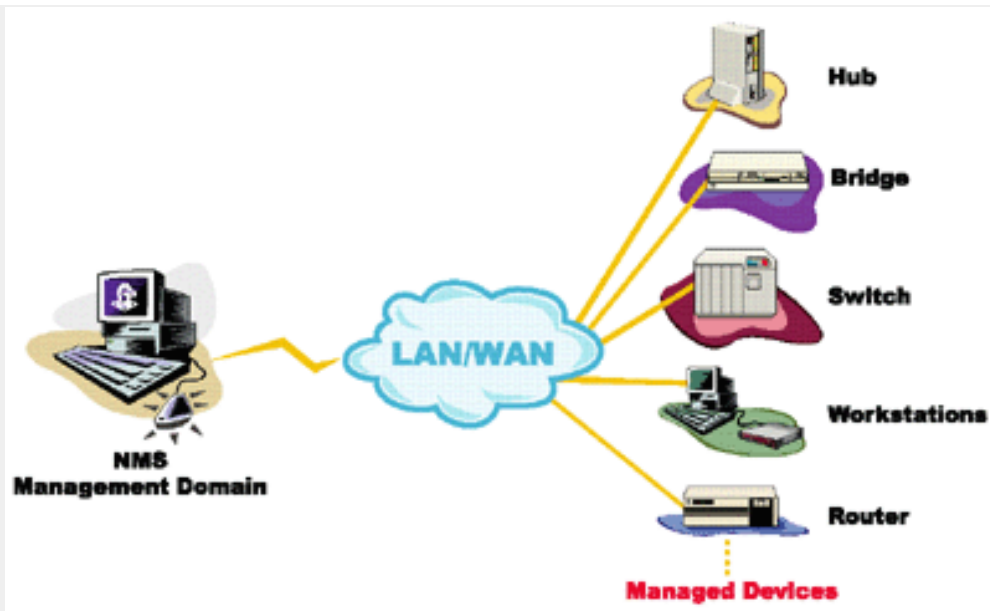 Hub
Bridge
Switch
LAN/WAN
Workstations
NMS
Management Domain
Router
Managed Devices